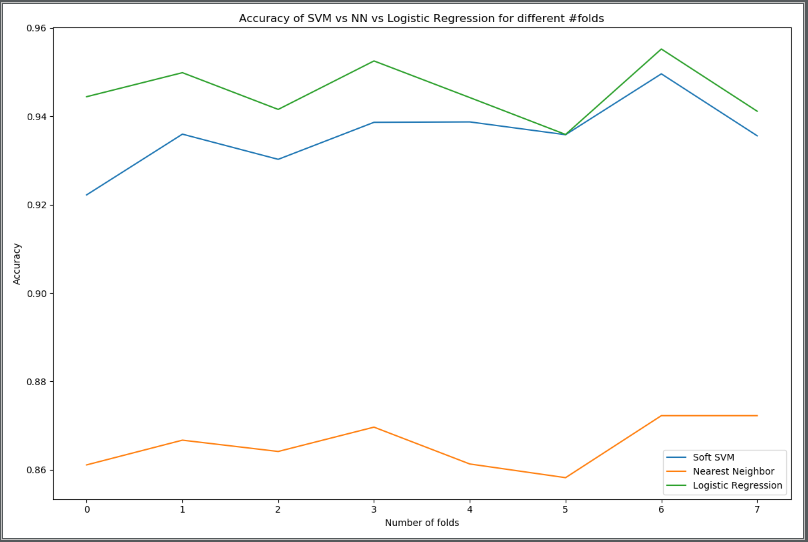 Accuracy of SVM vs NN vs Logistic Regression for different #folds
0.96
0.94
0.92
0.90
0.88
0.86
Accuracy
0 1 2 3 4 5 6 7
Number of folds
Soft SVM
Nearest Neighbor
Logistic Regression